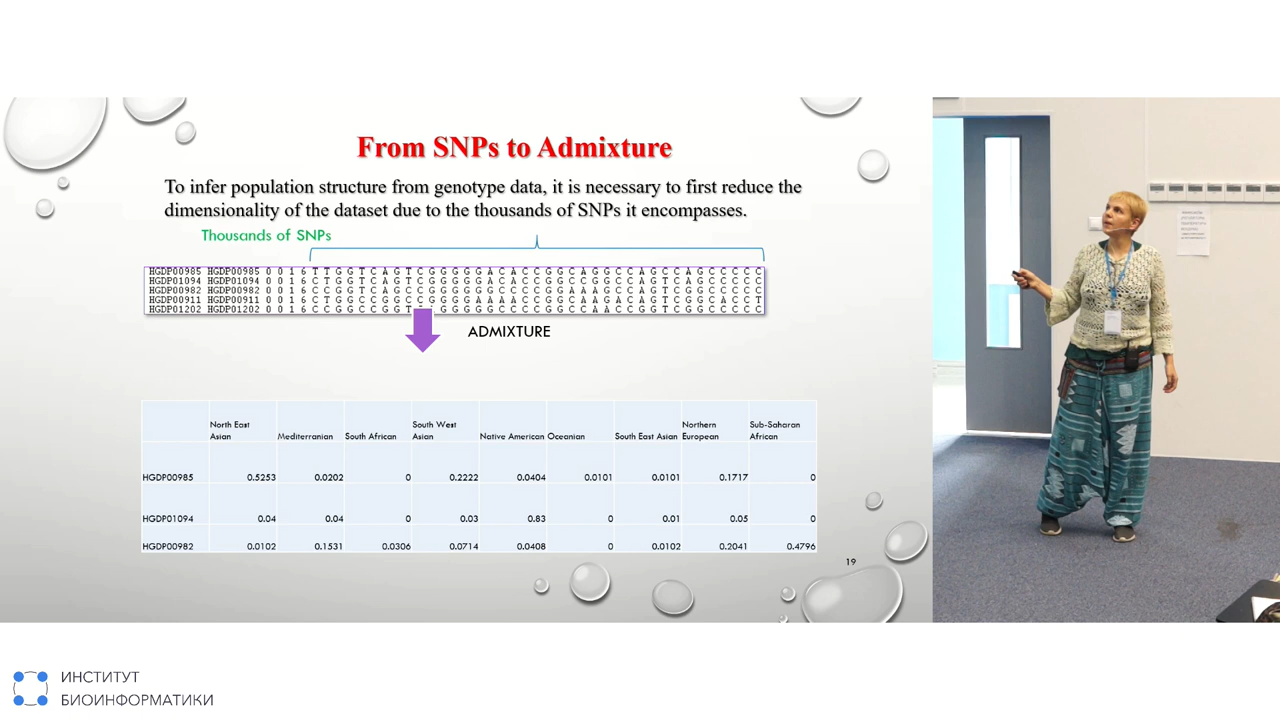 From SNPs to Admixture
To infer population structure from genotype data, it is necessary to first reduce the
dimensionality of the dataset due to the thousands of SNPs it encompasses.
Thousands of SNPs
HGDP00985 HGDP00985 0 0 1 6 T T G G T C A G T C G G G G G A C A C C G G C A G G C C A G C C A G C C C C C
HGDP01094 HGDP01094 0 0 1 6 C T G G T C A G T C G G G G G A C A C C G G C C A G G C C A G T C A G C C C C C
HGDP00982 HGDP00982 0 0 1 6 C C G G T C A G C C G G G G G A C A C C G G C A A G C C A G T C G G C C C C C
HGDP00911 HGDP00911 0 0 1 6 C T G G C C G G C G G G G A A A A C C G G C A A G A C A G T C G G C A C C T
HGDP01202 HGDP01202 0 0 1 6 C C G G C C G G T G G G G G C C C C G G C C A A C C G G T C G G C C C C C
ADMIXTURE
North East Asian Mediterranean South African South West Asian Native American Oceanian South East Asian Northern European Sub-Saharan African
HGDP00985 0.5253 0.0202 0 0.2222 0.0404 0.0101 0.0101 0.1717 0
HGDP01094 0.04 0.04 0 0.03 0.83 0 0.01 0.05 0
HGDP00982 0.0102 0.1531 0.0306 0.0714 0.0408 0 0.0102 0.2041 0.4796
19
ИНСТИТУТ
БИОИНФОРМАТИКИ